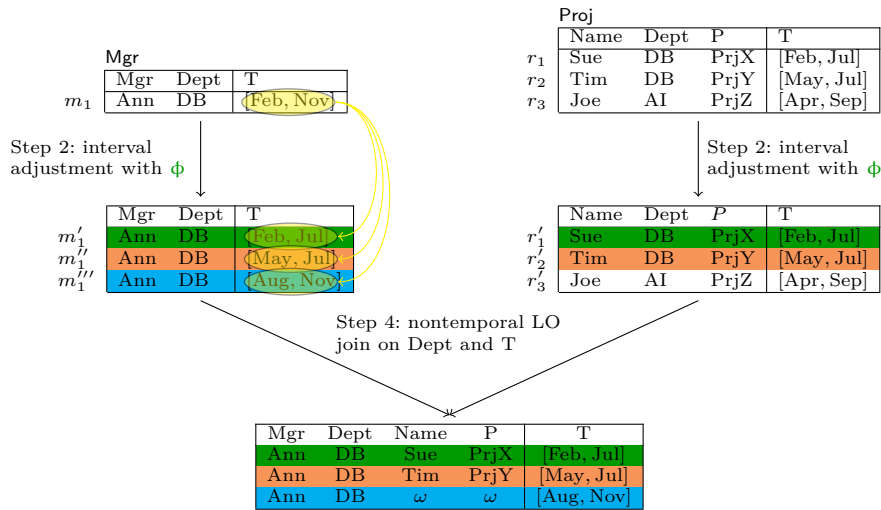 Mgr
Mgr Dept T
m₁ Ann DB [Feb, Nov]
Proj
Name Dept P T
r₁ Sue DB PrjX [Feb, Jul]
r₂ Tim DB PrjY [May, Jul]
r₃ Joe AI PrjZ [Apr, Sep]
Step 2: interval
adjustment with ϕ
Step 2: interval
adjustment with ϕ
Mgr Dept T
m₁′ Ann DB [Feb, Jul]
m₁″ Ann DB [May, Jul]
m₁‴ Ann DB [Aug, Nov]
Name Dept P T
r₁′ Sue DB PrjX [Feb, Jul]
r₂′ Tim DB PrjY [May, Jul]
r₃′ Joe AI PrjZ [Apr, Sep]
Step 4: nontemporal LO
join on Dept and T
Mgr Dept Name P T
Ann DB Sue PrjX [Feb, Jul]
Ann DB Tim PrjY [May, Jul]
Ann DB ω ω [Aug, Nov]